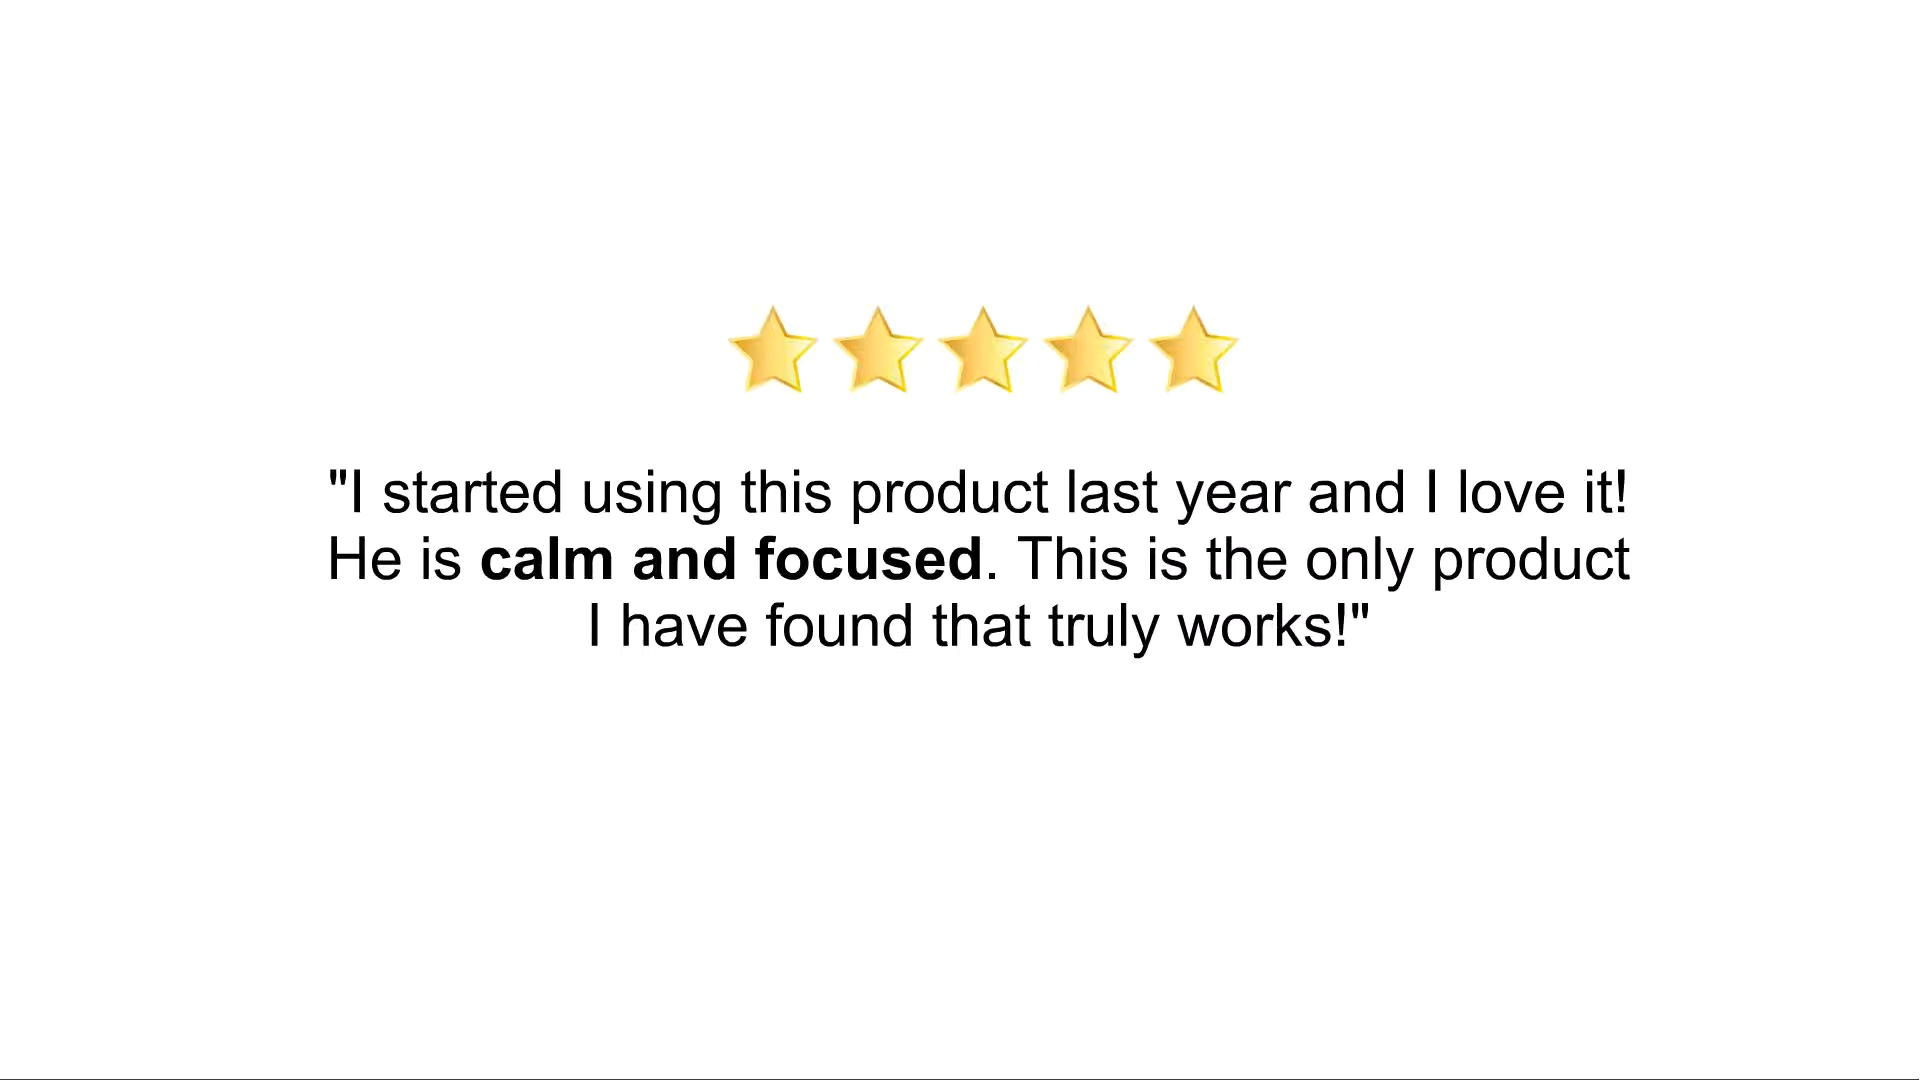 "I started using this product last year and I love it!
He is calm and focused. This is the only product
I have found that truly works!"